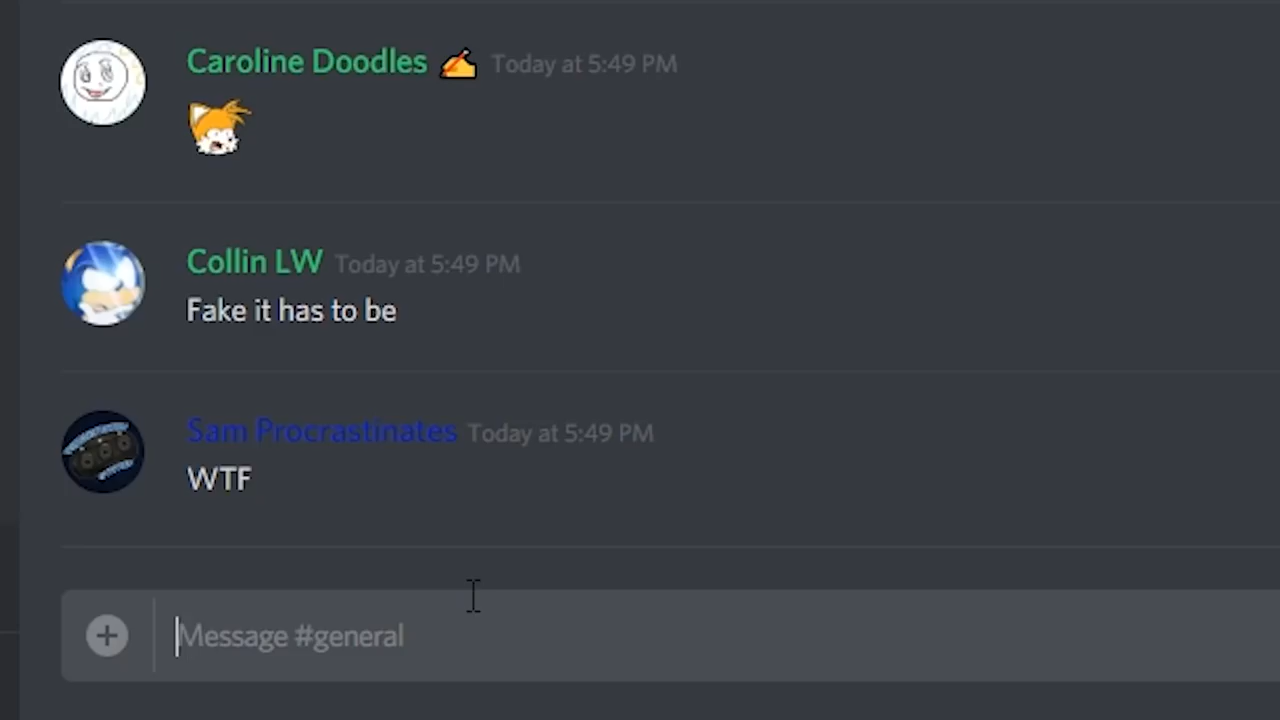 Caroline Doodles ✍️ Today at 5:49 PM
Collin LW Today at 5:49 PM
Fake it has to be
Sam Procrastinates Today at 5:49 PM
WTF
Message #general